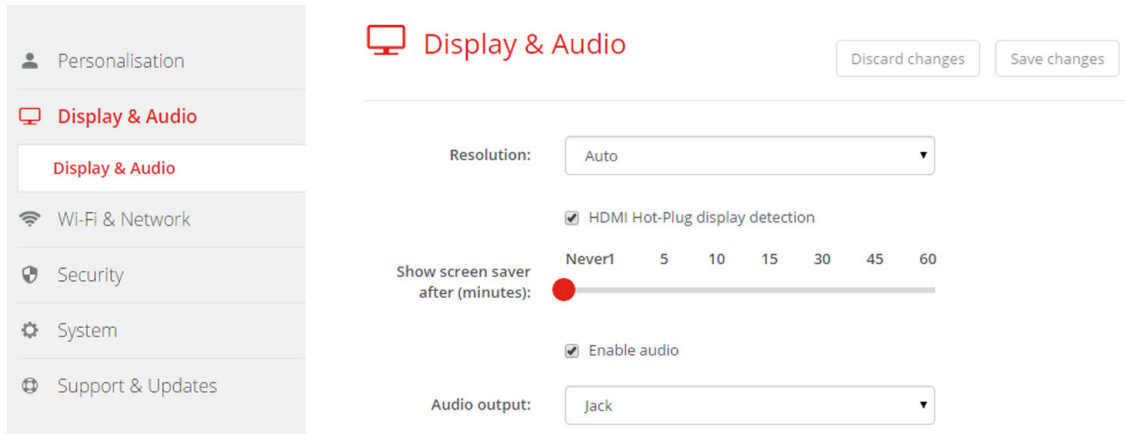 Personalisation
Display & Audio
Display & Audio
Wi-Fi & Network
Security
System
Support & Updates
Display & Audio
Discard changes
Save changes
Resolution:
Auto
HDMI Hot-Plug display detection
Show screen saver
after (minutes):
Never1 5 10 15 30 45 60
Enable audio
Audio output:
Jack